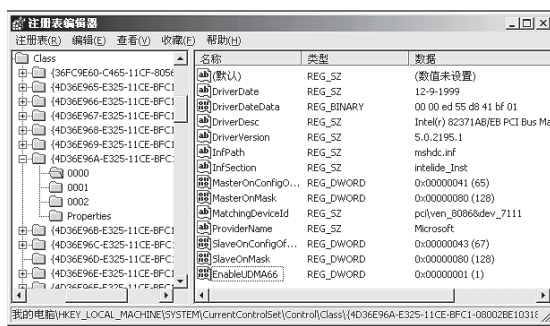 注册表编辑器
注册表(R) 编辑(E) 查看(V) 收藏(F) 帮助(H)
Class
{36FC9E60-C465-11CF-8056
{4D36E965-E325-11CE-BFC1
{4D36E966-E325-11CE-BFC1
{4D36E967-E325-11CE-BFC1
{4D36E968-E325-11CE-BFC1
{4D36E969-E325-11CE-BFC1
{4D36E96A-E325-11CE-BFC1
0000
0001
0002
Properties
{4D36E96B-E325-11CE-BFC1
{4D36E96C-E325-11CE-BFC1
{4D36E96D-E325-11CE-BFC1
{4D36E96E-E325-11CE-BFC1
名称 类型 数据
(默认) REG_SZ (数值未设置)
DriverDate REG_SZ 12-9-1999
DriverDateData REG_BINARY 00 00 ed 55 d8 41 bf 01
DriverDesc REG_SZ Intel(r) 82371AB/EB PCI Bus Ma
DriverVersion REG_SZ 5.0.2195.1
InfPath REG_SZ mshdc.inf
InfSection REG_SZ intelide_Inst
MasterOnConfigO... REG_DWORD 0x00000041 (65)
MasterOnMask REG_DWORD 0x00000080 (128)
MatchingDeviceId REG_SZ pci\ven_8086&dev_7111
ProviderName REG_SZ Microsoft
SlaveOnConfigOf... REG_DWORD 0x00000043 (67)
SlaveOnMask REG_DWORD 0x00000080 (128)
EnableUDMA66 REG_DWORD 0x00000001 (1)
我的电脑\HKEY_LOCAL_MACHINE\SYSTEM\CurrentControlSet\Control\Class\{4D36E96A-E325-11CE-BFC1-08002BE10318